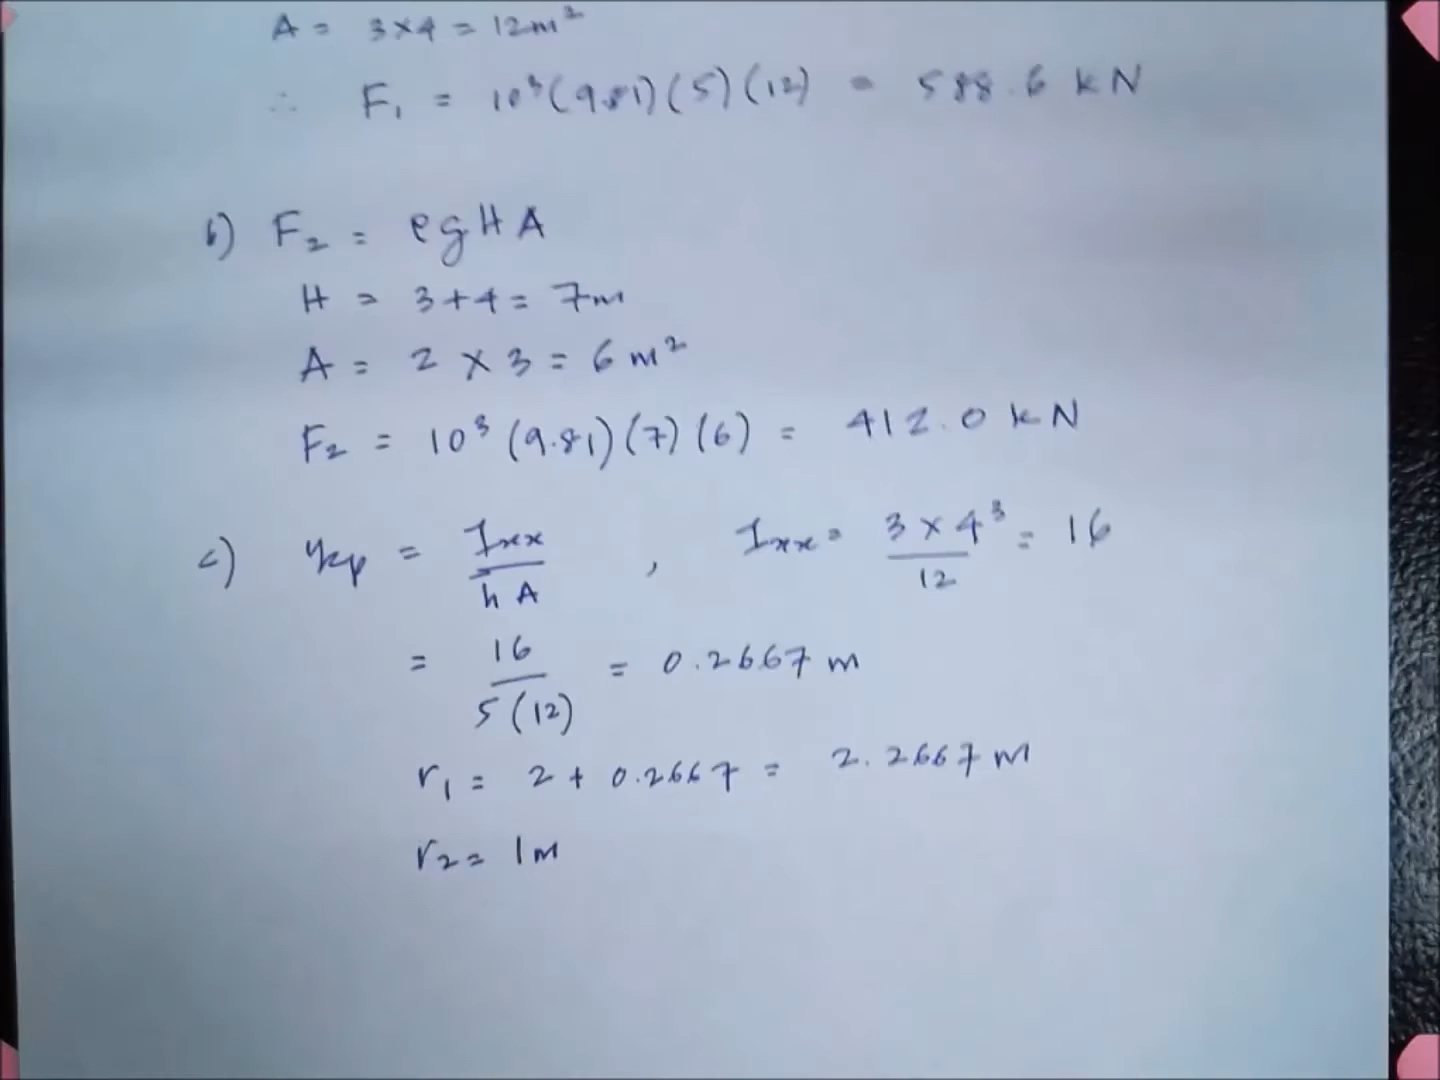 A = 3×4 = 12m²
∴ F₁ = 10³(9.81)(5)(12) = 588.6 kN
b) F₂ = ρgHA
H = 3+4 = 7m
A = 2 × 3 = 6 m²
F₂ = 10³ (9.81)(7)(6) = 412.0 kN
c) ycp = Ixx / hA , Ixx = 3 × 4³ / 12 = 16
= 16 / 5(12) = 0.2667 m
r₁ = 2 + 0.2667 = 2.2667 m
r₂ = 1m